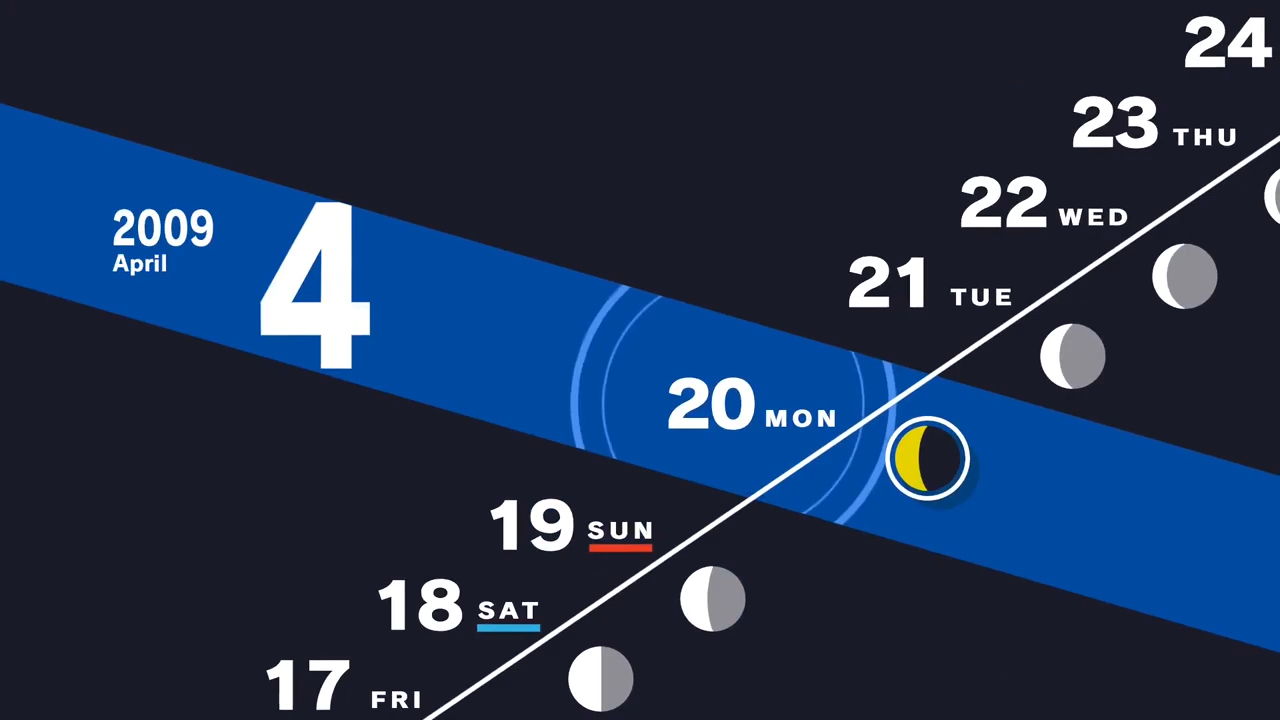 2009
April
4
24
23 THU
22 WED
21 TUE
20 MON
19 SUN
18 SAT
17 FRI